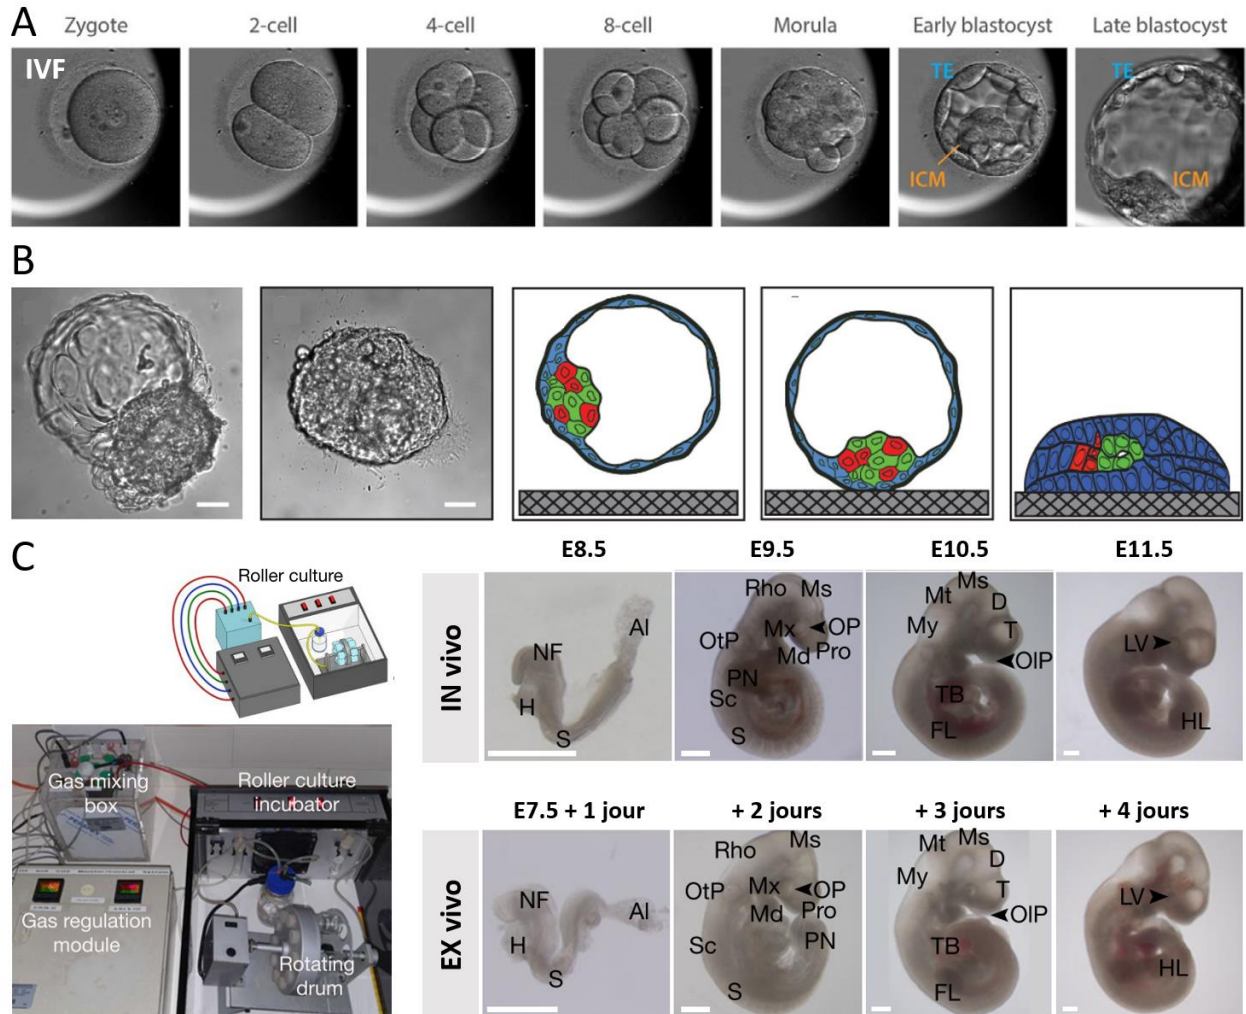 A
Zygote
2-cell
4-cell
8-cell
Morula
Early blastocyst
Late blastocyst
IVF
TE
ICM
TE
ICM
B
C
Roller culture
Gas mixing
box
Roller culture
incubator
Gas regulation
module
Rotating
drum
E8.5
E9.5
E10.5
E11.5
IN vivo
NF
Al
H
S
Rho
Ms
OtP
Mx
OP
Md
Pro
PN
Sc
S
Ms
Mt
D
My
T
OlP
TB
FL
LV
HL
E7.5 + 1 jour
+ 2 jours
+ 3 jours
+ 4 jours
EX vivo
NF
Al
H
S
Rho
Ms
OtP
Mx
OP
Md
Pro
Sc
PN
S
Ms
Mt
D
My
T
OlP
TB
FL
LV
HL